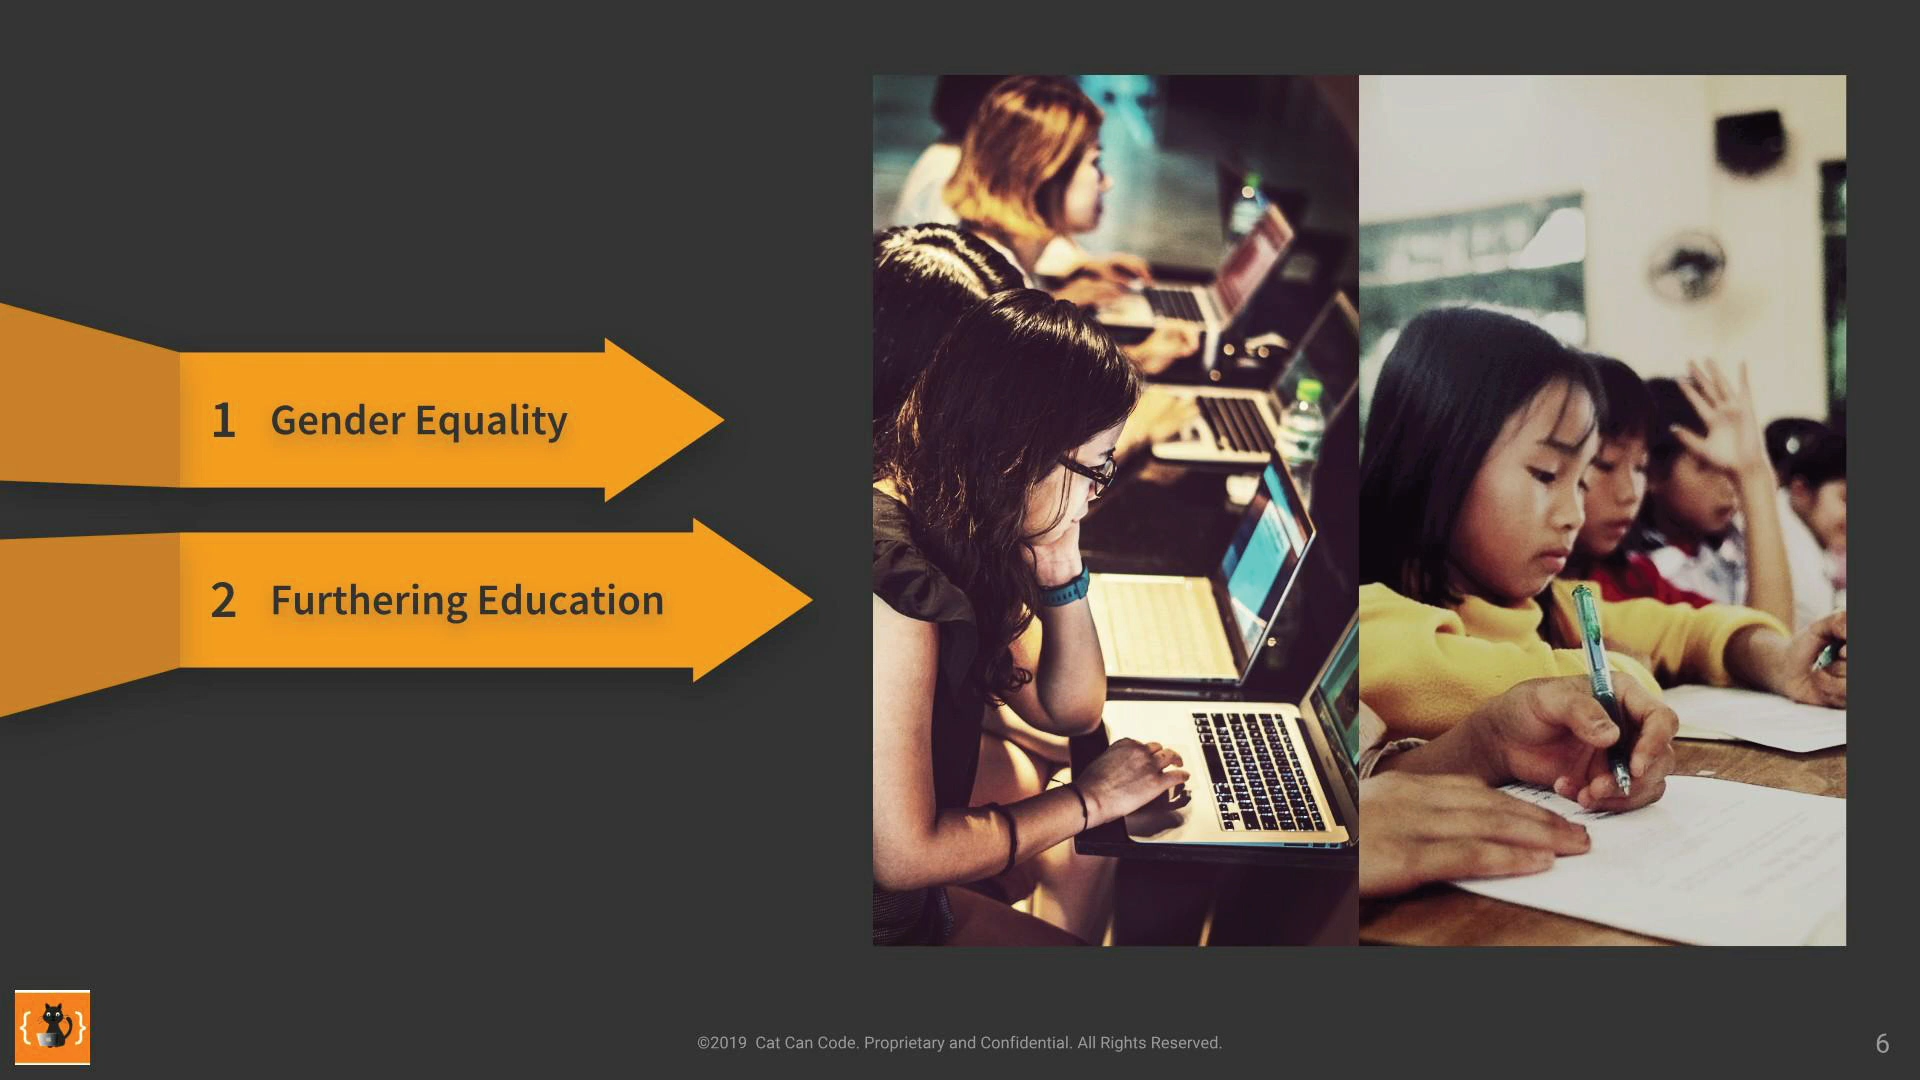 1 Gender Equality
2 Furthering Education
{ }
©2019 Cat Can Code. Proprietary and Confidential. All Rights Reserved.
6